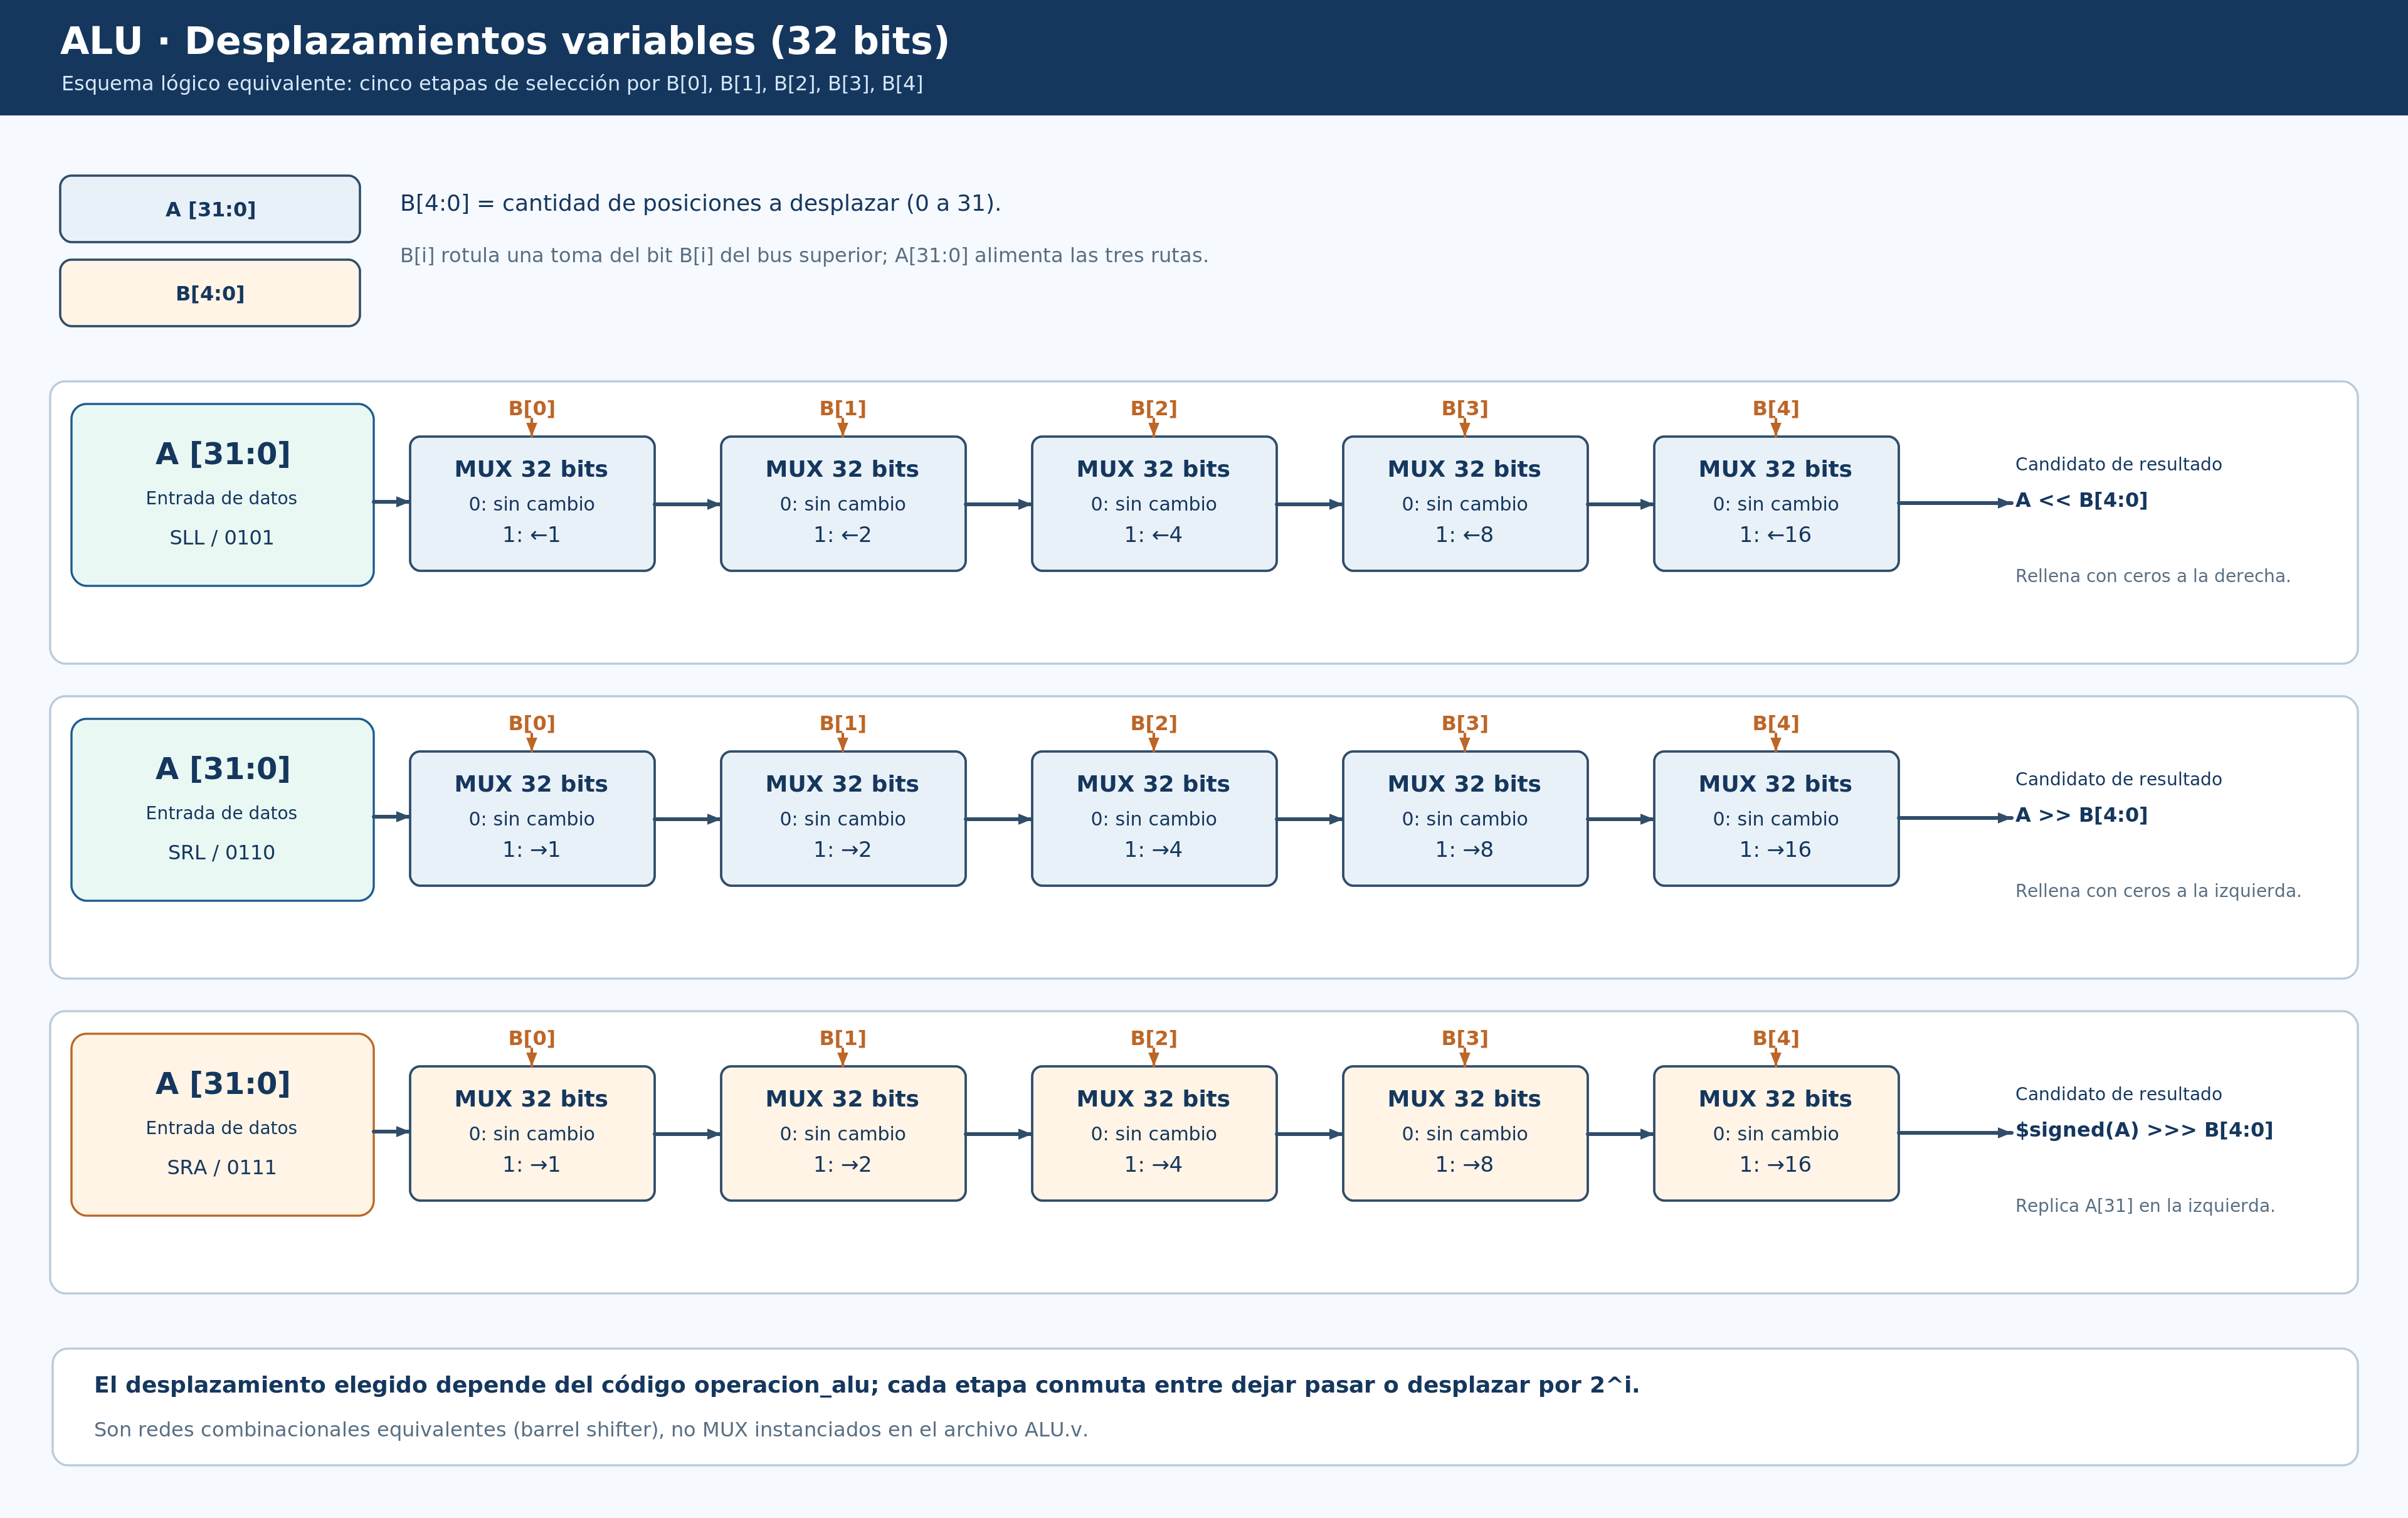 ALU · Desplazamientos variables (32 bits)
Esquema lógico equivalente: cinco etapas de selección por B[0], B[1], B[2], B[3], B[4]
A [31:0]
B[4:0] = cantidad de posiciones a desplazar (0 a 31).
B[i] rotula una toma del bit B[i] del bus superior; A[31:0] alimenta las tres rutas.
B[4:0]
B[0] B[1] B[2] B[3] B[4]
A [31:0]
Entrada de datos
SLL / 0101
MUX 32 bits
0: sin cambio
1: ←1
MUX 32 bits
0: sin cambio
1: ←2
MUX 32 bits
0: sin cambio
1: ←4
MUX 32 bits
0: sin cambio
1: ←8
MUX 32 bits
0: sin cambio
1: ←16
Candidato de resultado
A << B[4:0]
Rellena con ceros a la derecha.
B[0] B[1] B[2] B[3] B[4]
A [31:0]
Entrada de datos
SRL / 0110
MUX 32 bits
0: sin cambio
1: →1
MUX 32 bits
0: sin cambio
1: →2
MUX 32 bits
0: sin cambio
1: →4
MUX 32 bits
0: sin cambio
1: →8
MUX 32 bits
0: sin cambio
1: →16
Candidato de resultado
A >> B[4:0]
Rellena con ceros a la izquierda.
B[0] B[1] B[2] B[3] B[4]
A [31:0]
Entrada de datos
SRA / 0111
MUX 32 bits
0: sin cambio
1: →1
MUX 32 bits
0: sin cambio
1: →2
MUX 32 bits
0: sin cambio
1: →4
MUX 32 bits
0: sin cambio
1: →8
MUX 32 bits
0: sin cambio
1: →16
Candidato de resultado
$signed(A) >>> B[4:0]
Replica A[31] en la izquierda.
El desplazamiento elegido depende del código operacion_alu; cada etapa conmuta entre dejar pasar o desplazar por 2^i.
Son redes combinacionales equivalentes (barrel shifter), no MUX instanciados en el archivo ALU.v.